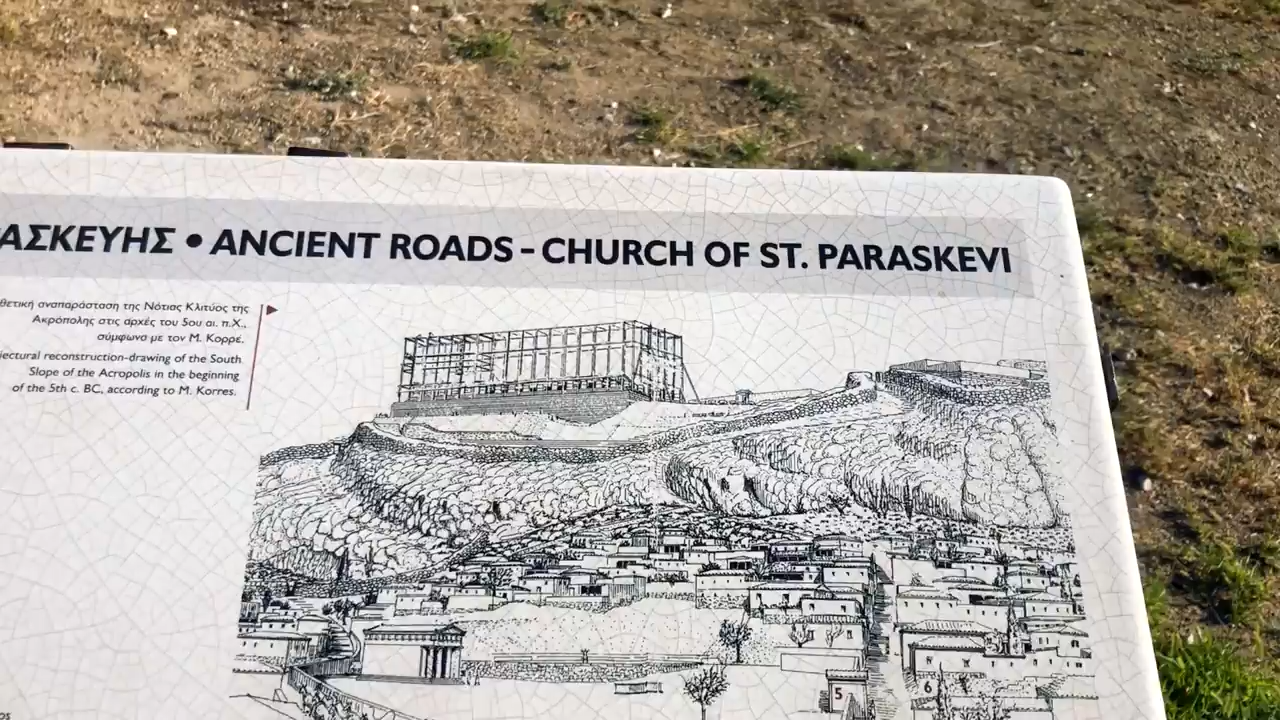 ΑΣΚΕΥΗΣ • ANCIENT ROADS – CHURCH OF ST. PARASKEVI
θετική αναπαράσταση της Νότιας Κλιτύος της
Ακρόπολης στις αρχές του 5ου αι. π.Χ.,
σύμφωνα με τον Μ. Κορρέ.
jectural reconstruction-drawing of the South
Slope of the Acropolis in the beginning
of the 5th c. BC, according to M. Korres.
5
6